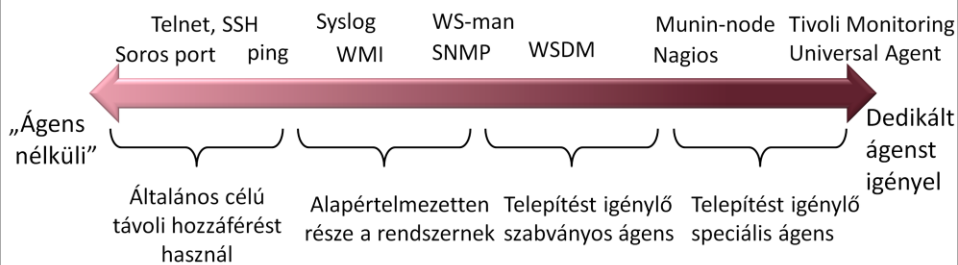 Telnet, SSH
Soros port
ping
Syslog
WMI
WS-man
SNMP
WSDM
Munin-node
Nagios
Tivoli Monitoring
Universal Agent
„Ágens
nélküli”
Dedikált
ágenst
igényel
Általános célú
távoli hozzáférést
használ
Alapértelmezetten
része a rendszernek
Telepítést igénylő
szabványos ágens
Telepítést igénylő
speciális ágens